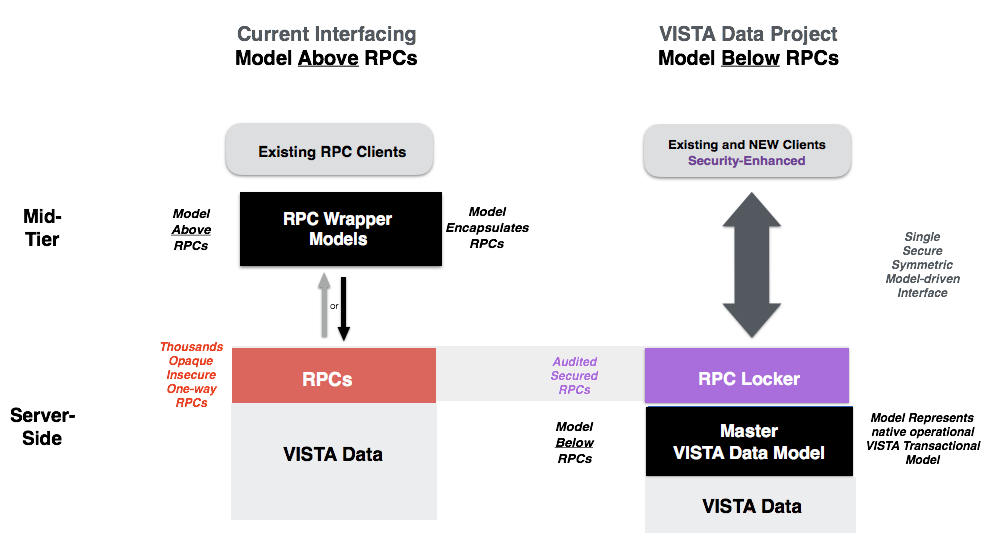 Current Interfacing
Model Above RPCs
VISTA Data Project
Model Below RPCs
Existing RPC Clients
Existing and NEW Clients
Security-Enhanced
Mid-
Tier
Model
Above
RPCs
RPC Wrapper
Models
Model
Encapsulates
RPCs
Single
Secure
Symmetric
Model-driven
Interface
or
Thousands
Opaque
Insecure
One-way
RPCs
RPCs
Audited
Secured
RPCs
RPC Locker
Server-
Side
VISTA Data
Model
Below
RPCs
Master
VISTA Data Model
Model Represents
native operational
VISTA Transactional
Model
VISTA Data